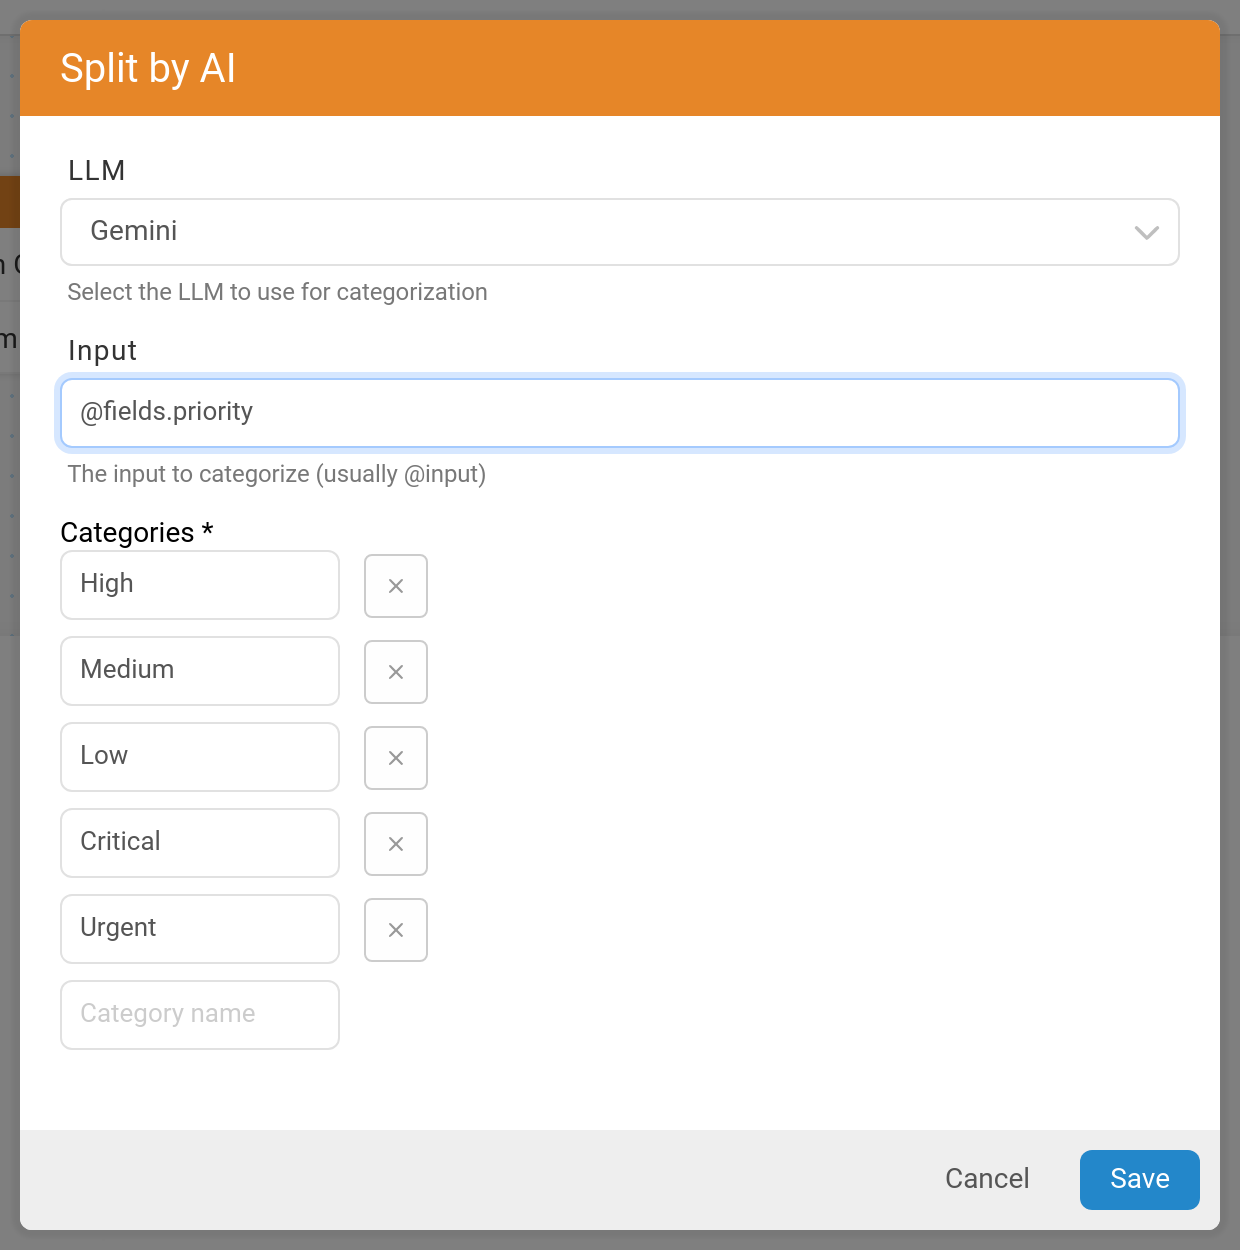 Split by AI
LLM
Gemini
Select the LLM to use for categorization
Input
@fields.priority
The input to categorize (usually @input)
Categories *
High
Medium
Low
Critical
Urgent
Category name
Cancel
Save